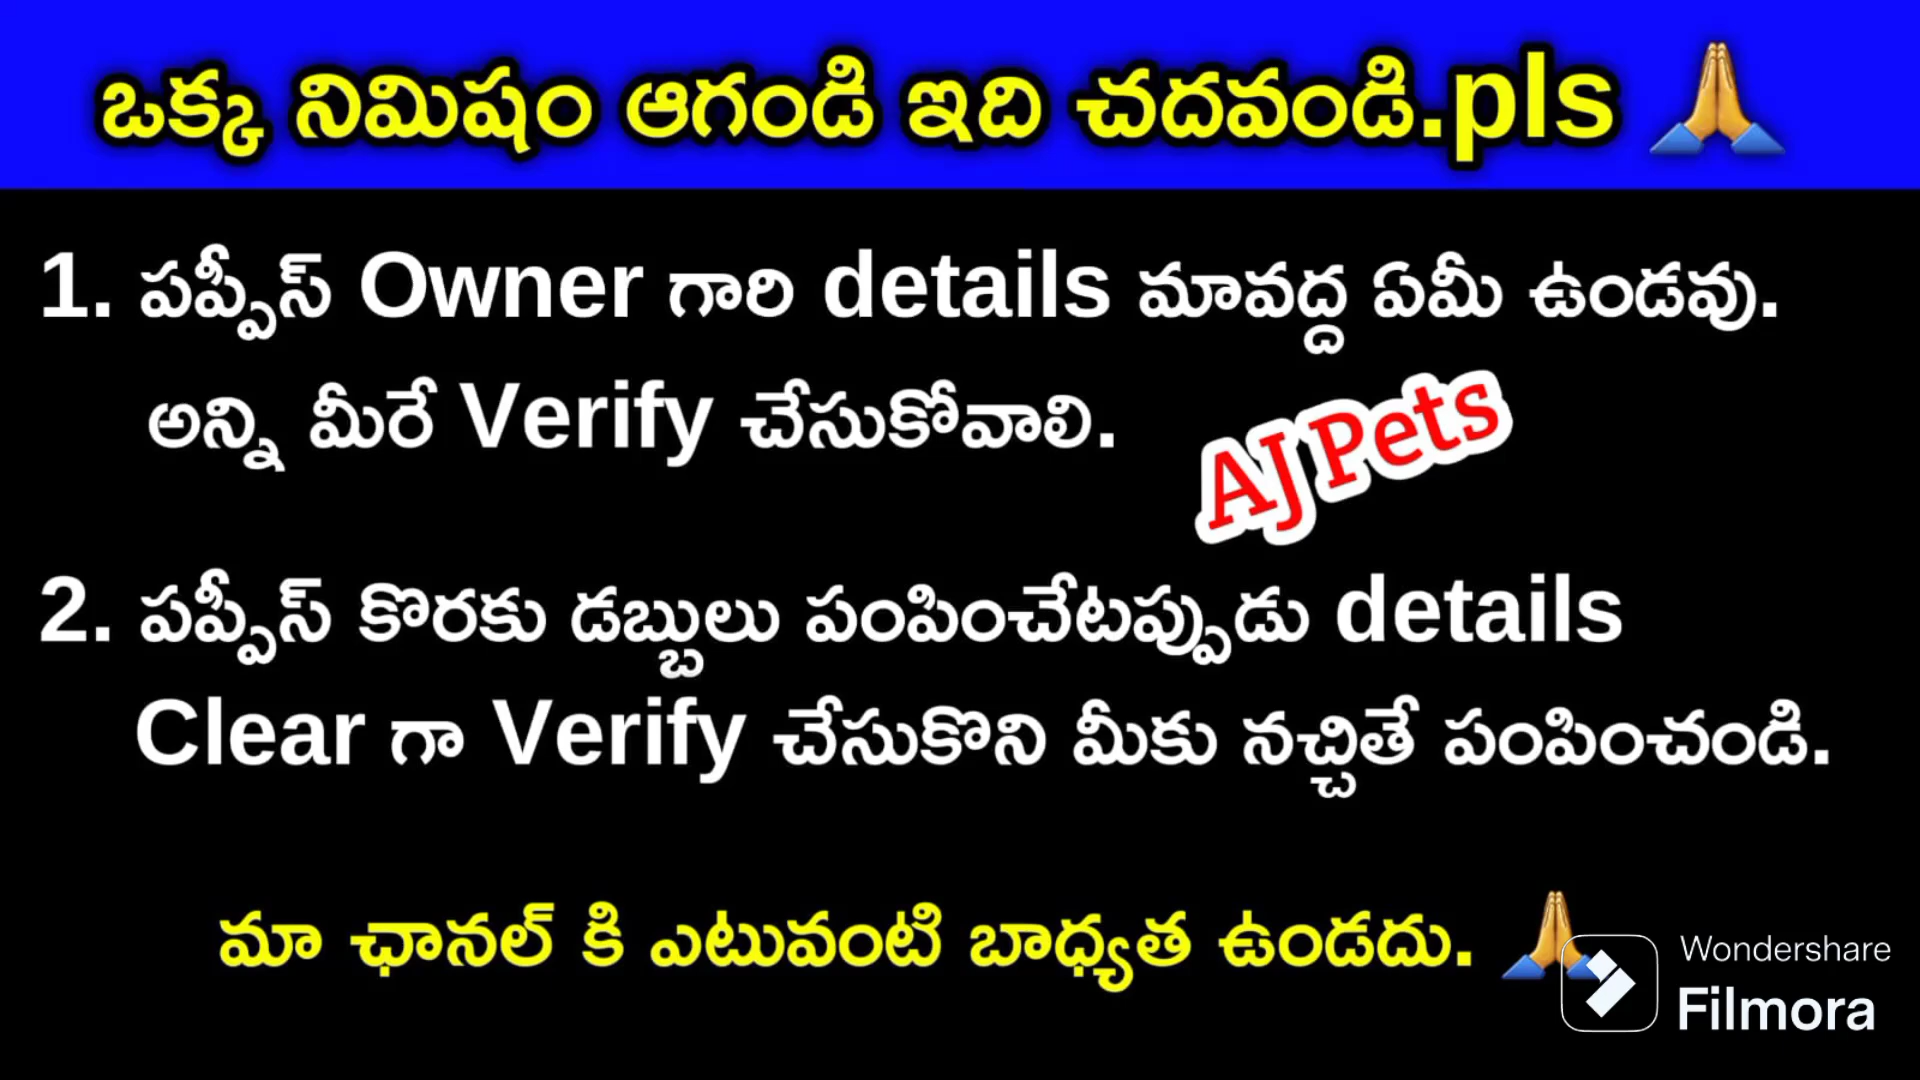 ఒక్క నిమిషం ఆగండి ఇది చదవండి.pls 🙏
1. పప్పీస్ Owner గారి details మావద్ద ఏమీ ఉండవు.
అన్ని మీరే Verify చేసుకోవాలి.
AJ Pets
2. పప్పీస్ కొరకు డబ్బులు పంపించేటప్పుడు details
Clear గా Verify చేసుకొని మీకు నచ్చితే పంపించండి.
మా ఛానల్ కి ఎటువంటి బాధ్యత ఉండదు. 🙏
Wondershare
Filmora